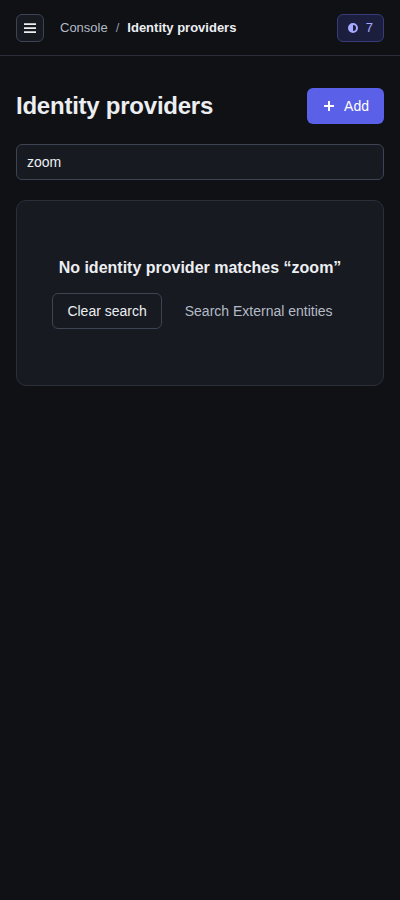 Console / Identity providers
7
Identity providers
Add
zoom
No identity provider matches “zoom”
Clear search
Search External entities